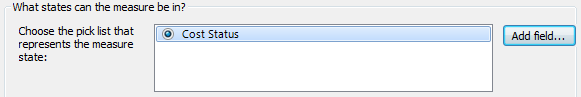 What states can the measure be in?
Choose the pick list that
represents the measure
state:
Cost Status
Add field...